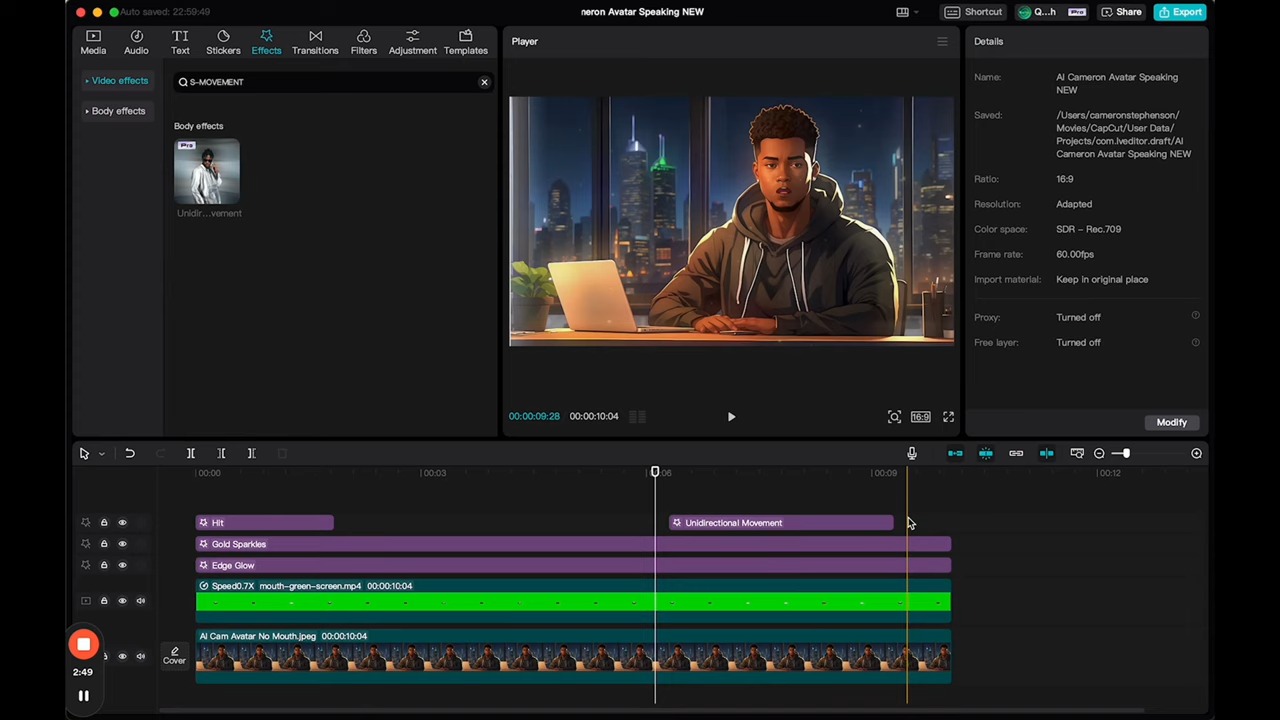 Auto saved: 22:59:49
neron Avatar Speaking NEW
Shortcut
Q...h
Pro
Share
Export
Media
Audio
Text
Stickers
Effects
Transitions
Filters
Adjustment
Templates
Video effects
Body effects
S-MOVEMENT
Body effects
Pro
Unidir...vement
Player
00:00:09:28
00:00:10:04
16:9
Details
Name:
AI Cameron Avatar Speaking
NEW
Saved:
/Users/cameronstephenson/
Movies/CapCut/User Data/
Projects/com.lveditor.draft/AI
Cameron Avatar Speaking NEW
Ratio:
16:9
Resolution:
Adapted
Color space:
SDR - Rec.709
Frame rate:
60.00fps
Import material:
Keep in original place
Proxy:
Turned off
Free layer:
Turned off
Modify
00:00
00:03
00:06
00:09
00:12
Hit
Unidirectional Movement
Gold Sparkles
Edge Glow
Speed0.7X mouth-green-screen.mp4 00:00:10:04
AI Cam Avatar No Mouth.jpeg 00:00:10:04
Cover
2:49